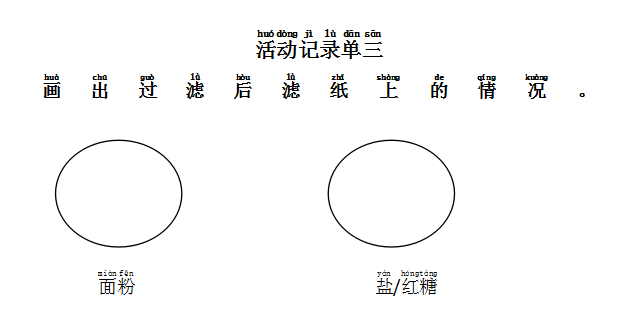 huó dòng jì lù dān sān
活动记录单三
huà chū guò lǜ hòu lǜ zhǐ shàng de qíng kuàng
画出过滤后滤纸上的情况。
miàn fěn yán hóng táng
面粉 盐/红糖